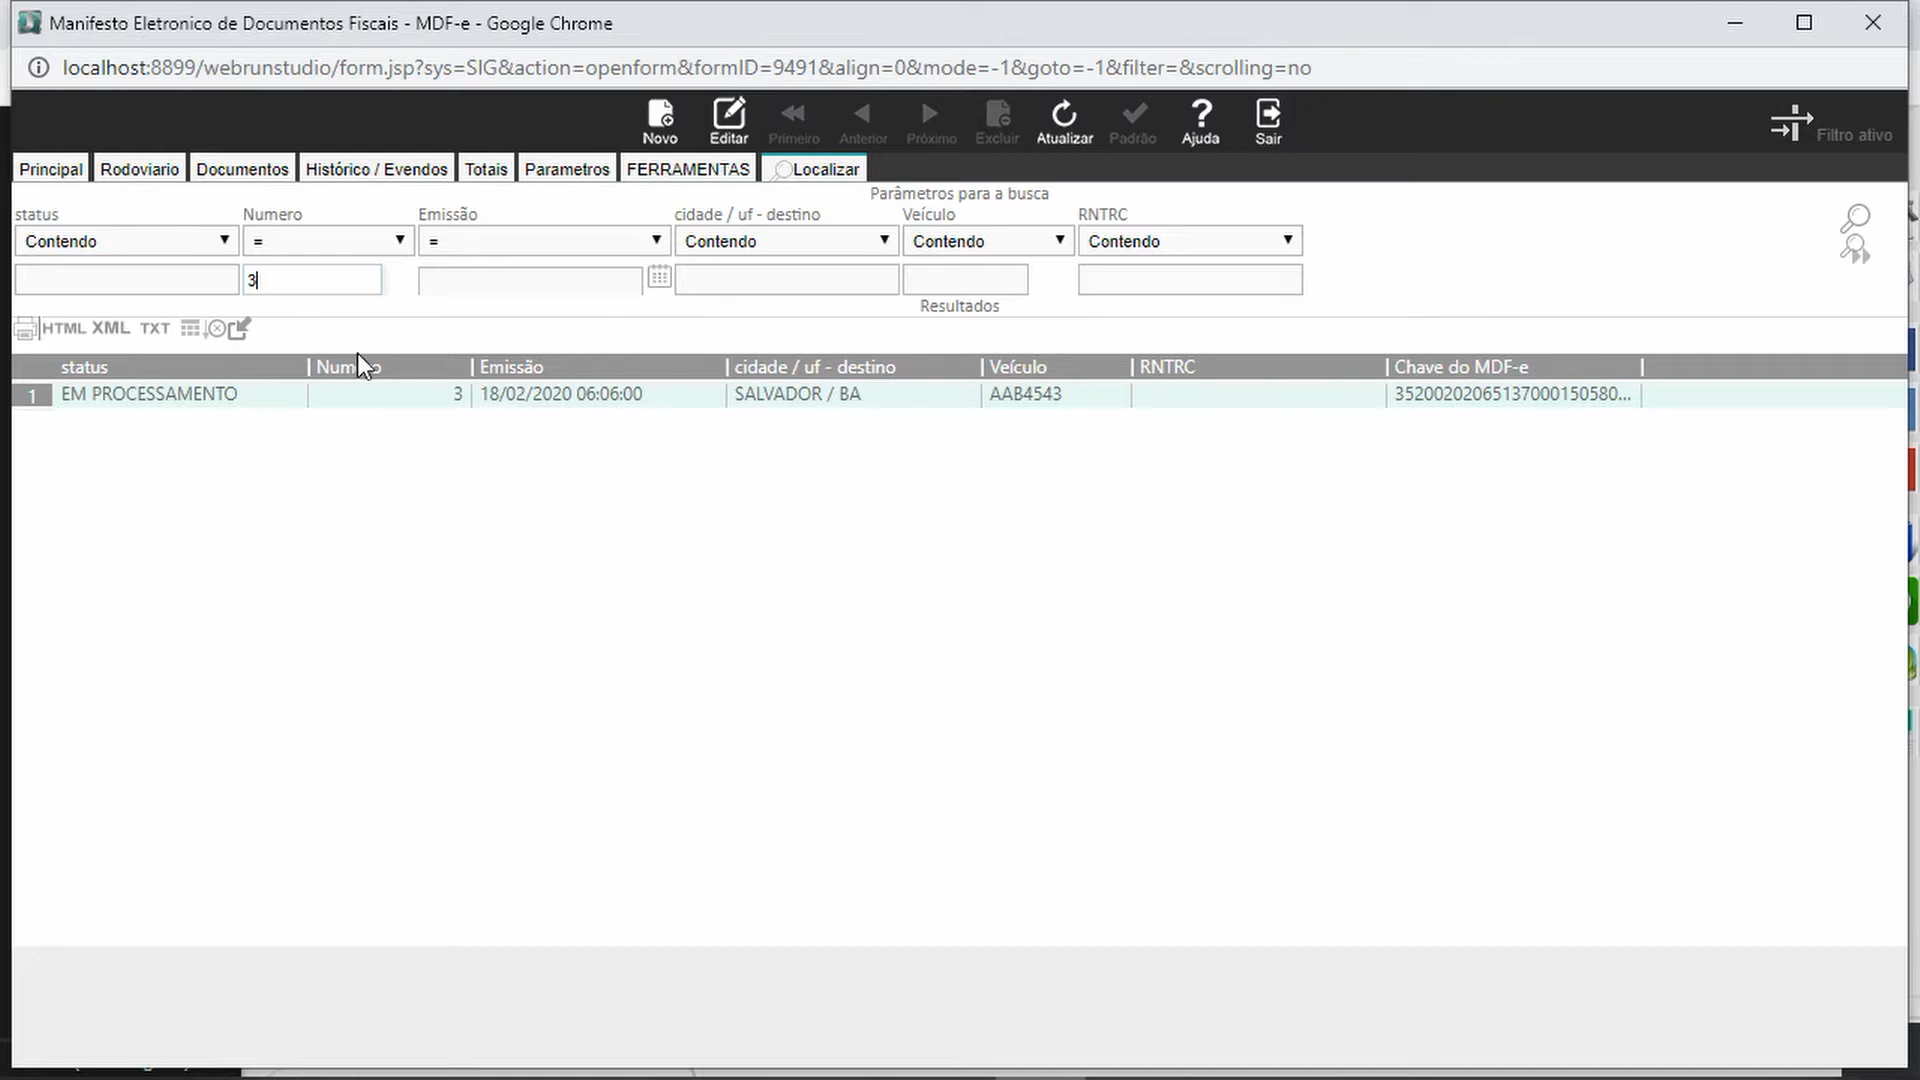 Manifesto Eletronico de Documentos Fiscais - MDF-e - Google Chrome
localhost:8899/webrunstudio/form.jsp?sys=SIG&action=openform&formID=9491&align=0&mode=-1&goto=-1&filter=&scrolling=no
Novo Editar Primeiro Anterior Próximo Excluir Atualizar Padrão Ajuda Sair Filtro ativo
Principal Rodoviario Documentos Histórico / Evendos Totais Parametros FERRAMENTAS Localizar
Parâmetros para a busca
status Numero Emissão cidade / uf - destino Veículo RNTRC
Contendo = = Contendo Contendo Contendo
3
Resultados
HTML XML TXT
status Emissão cidade / uf - destino Veículo RNTRC Chave do MDF-e
1 EM PROCESSAMENTO 3 18/02/2020 06:06:00 SALVADOR / BA AAB4543 35200202065137000150580...